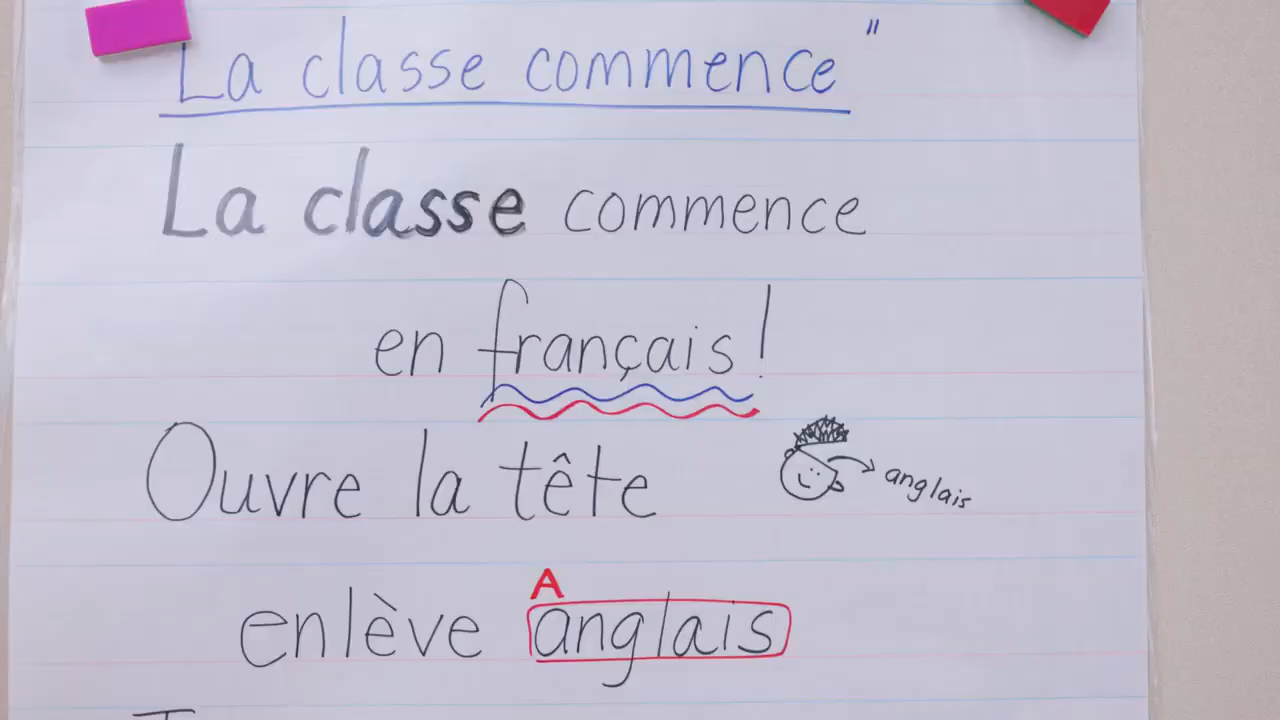 La classe commence"
La classe commence
en français!
Ouvre la tête
anglais
A
enlève anglais